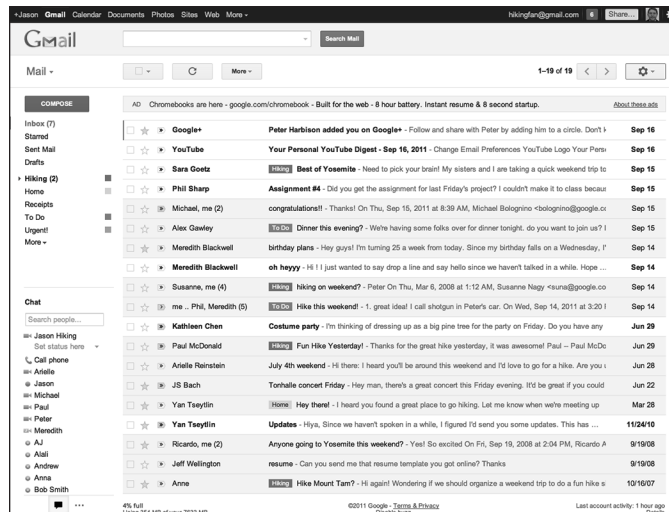 +Jason Gmail Calendar Documents Photos Sites Web More hikingfan@gmail.com 6 Share...
Gmail Search Mail
Mail More 1–19 of 19
COMPOSE
AD Chromebooks are here - google.com/chromebook - Built for the web - 8 hour battery. Instant resume & 8 second startup. About these ads
Inbox (7)
Starred
Sent Mail
Drafts
Hiking (2)
Home
Receipts
To Do
Urgent!
More
Chat
Search people...
Jason Hiking
Set status here
Call phone
Arielle
Jason
Michael
Paul
Peter
Meredith
AJ
Alali
Andrew
Anna
Bob Smith
Google+ Peter Harbison added you on Google+ - Follow and share with Peter by adding him to a circle. Don't Sep 16
YouTube Your Personal YouTube Digest - Sep 16, 2011 - Change Email Preferences YouTube Logo Your Sep 16
Sara Goetz Hiking Best of Yosemite - Need to pick your brain! My sisters and I are taking a quick weekend trip to Sep 15
Phil Sharp Assignment #4 - Did you get the assignment for last Friday's project? I couldn't make it to class Sep 15
Michael, me (2) congratulations!! - Thanks! On Thu, Sep 15, 2011 at 8:39 AM, Michael Bolognino <bolognino@google.cc Sep 15
Alex Gawley To Do Dinner this evening? - We're having some folks over for dinner tonight. do you want to join us? Sep 15
Meredith Blackwell birthday plans - Hey guys! I'm turning 25 a week from today. Since my birthday falls on a Wednesday, Sep 14
Meredith Blackwell oh heyyy - Hi ! I just wanted to say drop a line and say hello since we haven't talked in a while. Hope ... Sep 14
Susanne, me (4) Hiking hiking on weekend? - Peter On Thu, Mar 6, 2008 at 1:12 AM, Susanne Nagy <suna@google.cc Sep 14
me .. Phil, Meredith (5) To Do Hike this weekend! - 1. great idea! I call shotgun in Peter's car. On Wed, Sep 14, 2011 at 3:20 Sep 14
Kathleen Chen Costume party - I'm thinking of dressing up as a big pine tree for the party on Friday. Do you have any Jun 29
Paul McDonald Hiking Fun Hike Yesterday! - Thanks for the great hike yesterday, it was awesome! Paul -- Paul McDc Jun 29
Arielle Reinstein July 4th weekend - Hi there: I heard you'll be around this weekend and I'd love to go for a hike. Are you Jun 28
JS Bach Tonhalle concert Friday - Hey man, there's a great concert this Friday evening. It'd be great if you could Jun 22
Yan Tseytlin Home Hey there! - I heard you found a great place to go hiking. Let me know when we're meeting up Mar 28
Yan Tseytlin Updates - Hiya, Since we haven't spoken in a while, I figured I'd send you some updates. This has ... 11/24/10
Ricardo, me (2) Anyone going to Yosemite this weekend? - Yes! So excited On Fri, Sep 19, 2008 at 2:04 PM, Ricardo A 9/19/08
Jeff Wellington resume - Can you send me that resume template you got online? Thanks 9/19/08
Anne Hiking Hike Mount Tam? - Hi again! Wondering if we should organize a weekend trip to do a fun hike s 10/16/07
4% full ©2011 Google - Terms & Privacy Last account activity: 1 hour ago